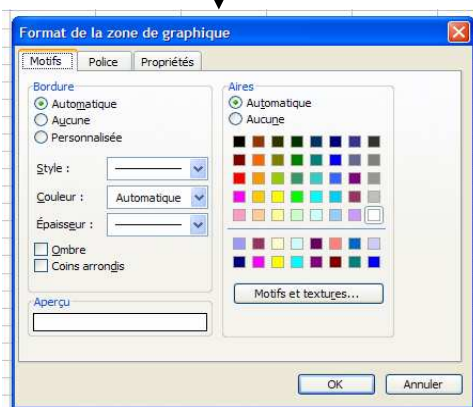 Format de la zone de graphique
Motifs
Police
Propriétés
Bordure
Automatique
Aucune
Personnalisée
Style :
Couleur :
Automatique
Épaisseur :
Ombre
Coins arrondis
Aperçu
Aires
Automatique
Aucune
Motifs et textures...
OK
Annuler